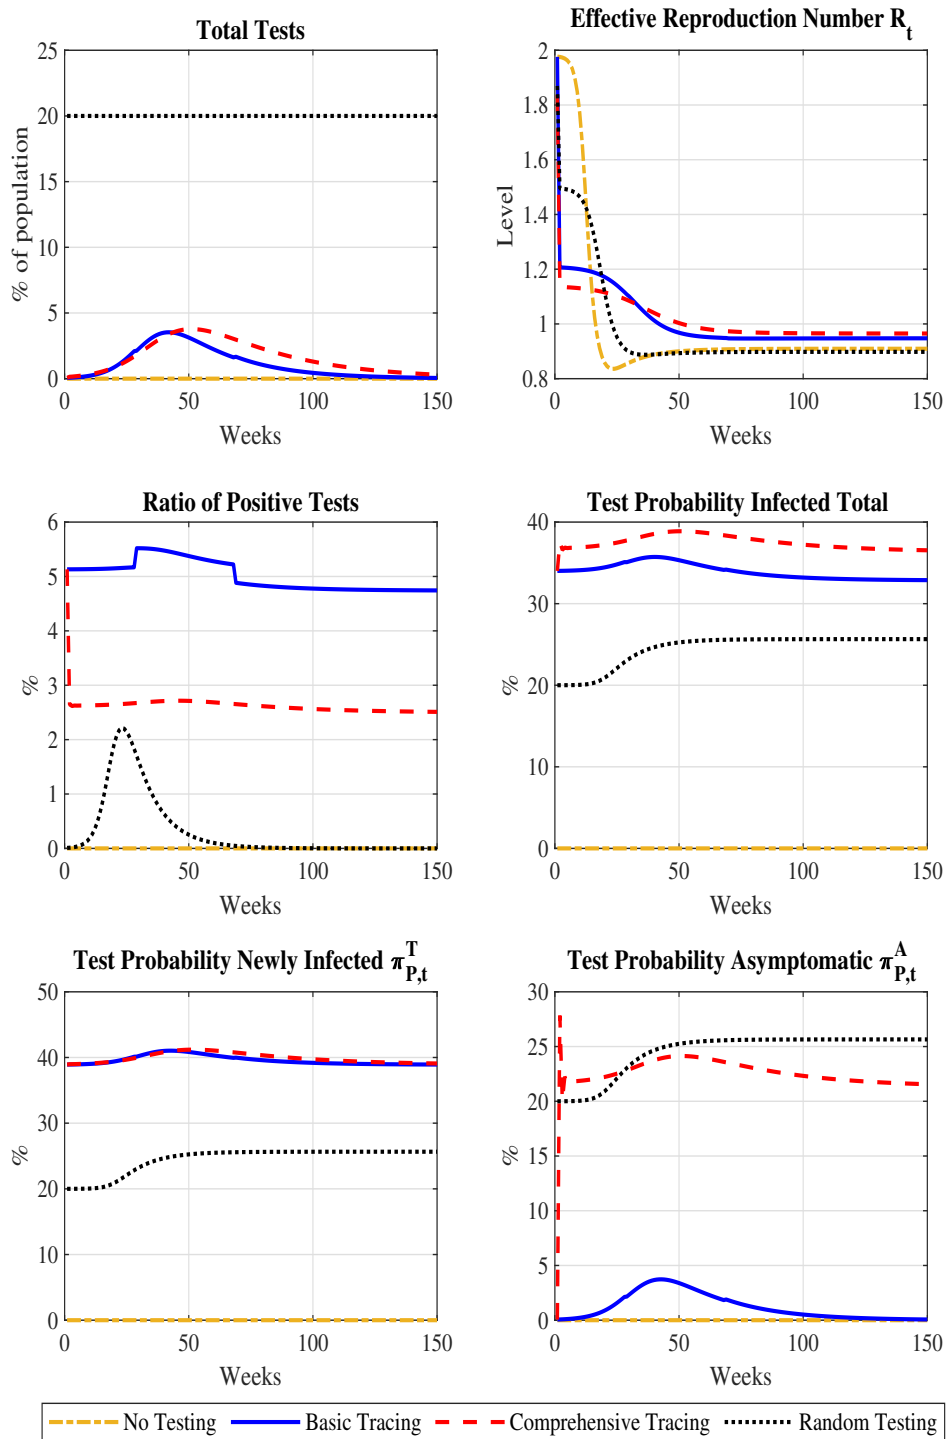 Total Tests
Effective Reproduction Number R_t
% of population
25
20
15
10
5
0
0 50 100 150
Weeks
Level
2
1.8
1.6
1.4
1.2
1
0.8
0 50 100 150
Weeks
Ratio of Positive Tests
Test Probability Infected Total
%
6
5
4
3
2
1
0
0 50 100 150
Weeks
%
40
30
20
10
0
0 50 100 150
Weeks
Test Probability Newly Infected π^T_{P,t}
Test Probability Asymptomatic π^A_{P,t}
%
50
40
30
20
10
0
0 50 100 150
Weeks
%
30
25
20
15
10
5
0
0 50 100 150
Weeks
No Testing Basic Tracing Comprehensive Tracing Random Testing